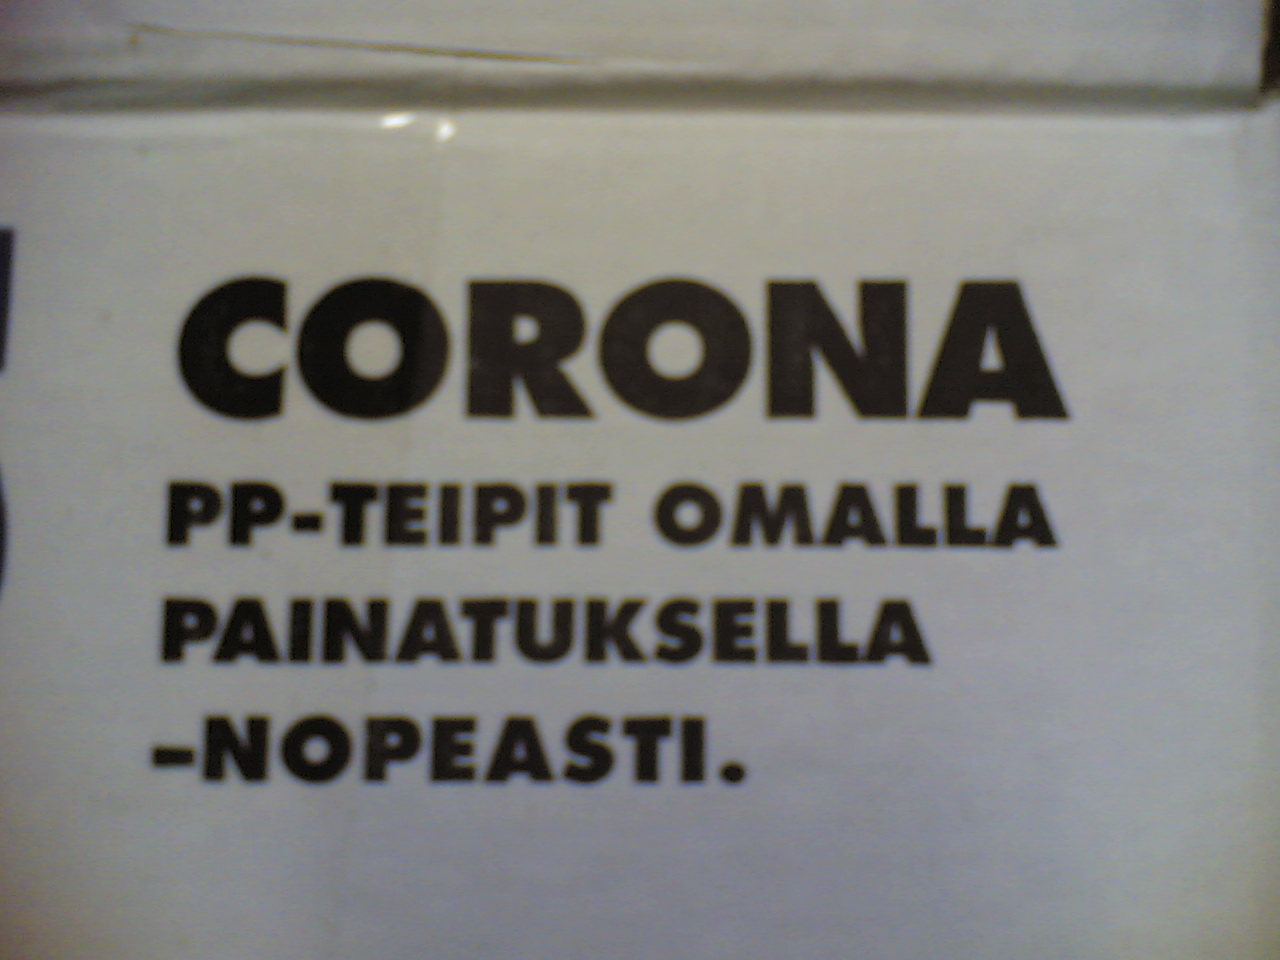 CORONA
PP-TEIPIT OMALLA
PAINATUKSELLA
–NOPEASTI.